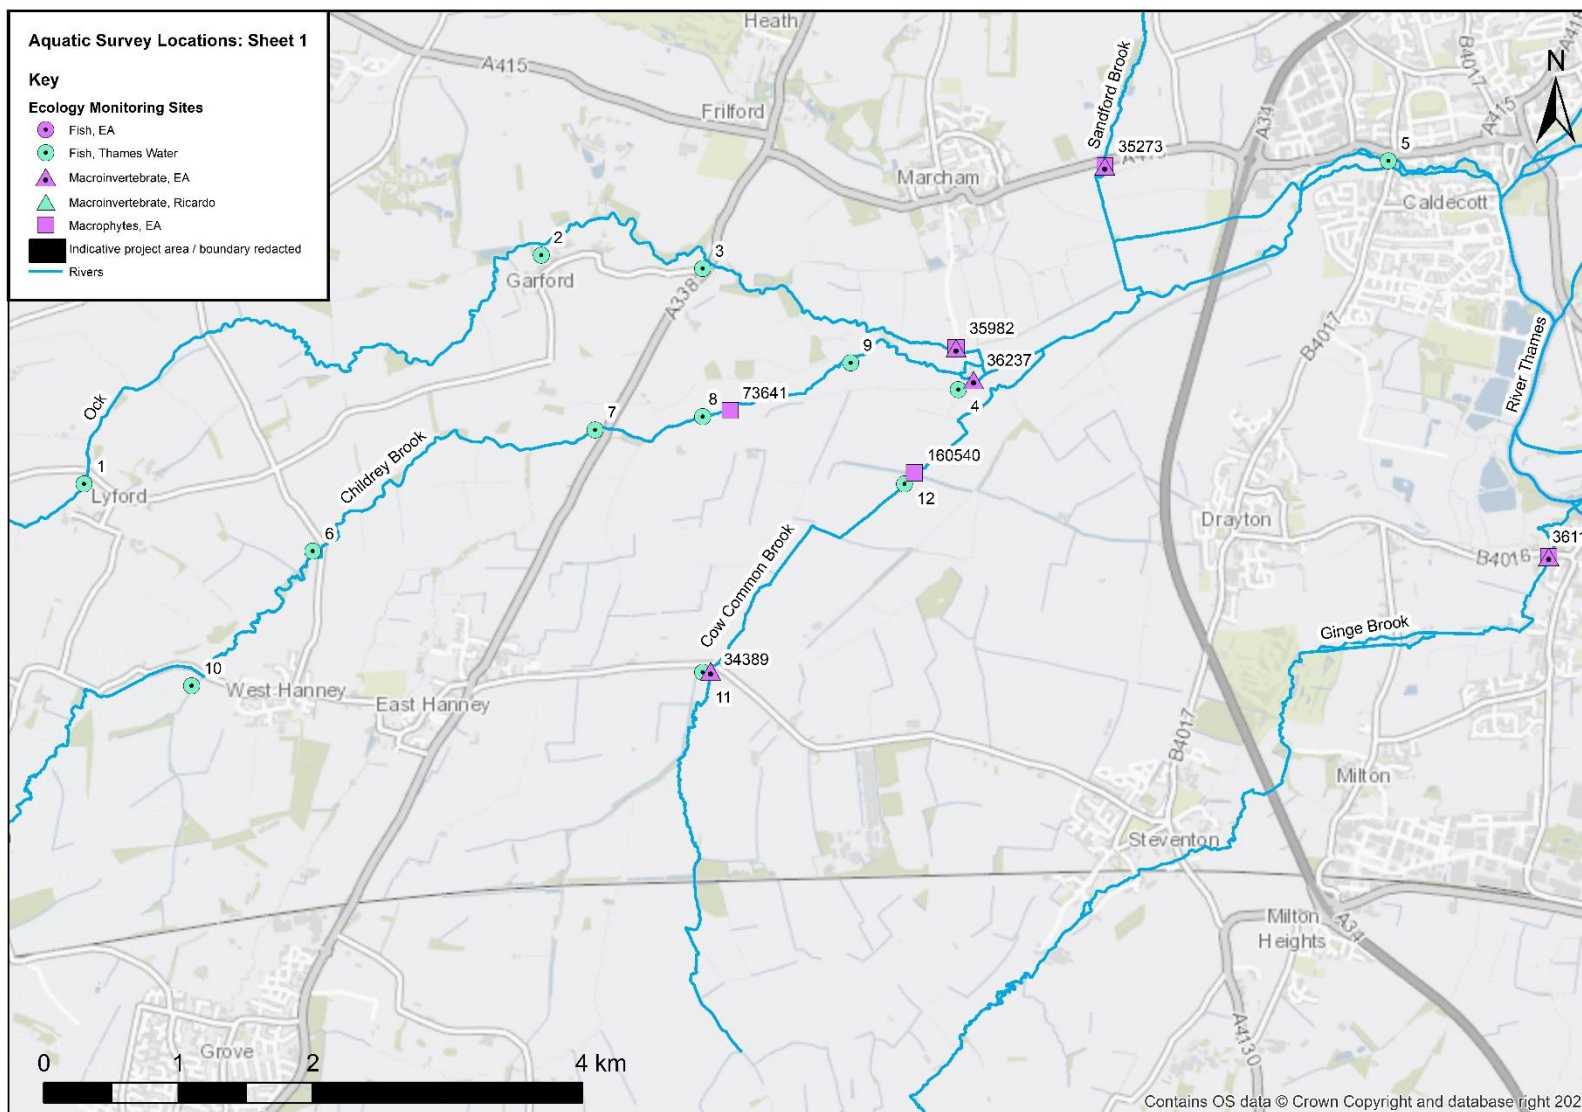 Aquatic Survey Locations: Sheet 1
Key
Ecology Monitoring Sites
Fish, EA
Fish, Thames Water
Macroinvertebrate, EA
Macroinvertebrate, Ricardo
Macrophytes, EA
Indicative project area / boundary redacted
Rivers
Heath
A415
Frilford
Sandford Brook
B4017
A418
N
A34
A415
5
35273
Marcham
Caldecott
2
3
Garford
A338
B4017
River Thames
35982
9
36237
Ock
8
73641
4
7
Childrey Brook
1
Lyford
160540
12
Drayton
6
Cow Common Brook
B4016
3611
Ginge Brook
34389
10
11
West Hanney
East Hanney
B4017
Milton
Steventon
Milton
Heights
A34
Grove
A4130
0 1 2 4 km
Contains OS data © Crown Copyright and database right 202